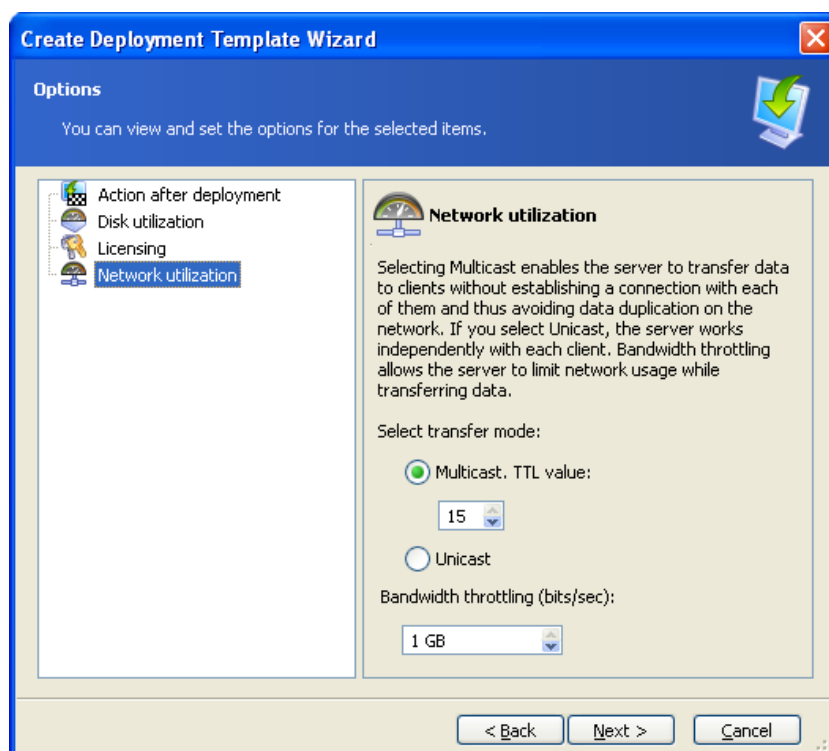 Create Deployment Template Wizard
Options
You can view and set the options for the selected items.
Action after deployment
Disk utilization
Licensing
Network utilization
Network utilization
Selecting Multicast enables the server to transfer data
to clients without establishing a connection with each
of them and thus avoiding data duplication on the
network. If you select Unicast, the server works
independently with each client. Bandwidth throttling
allows the server to limit network usage while
transferring data.
Select transfer mode:
Multicast. TTL value:
15
Unicast
Bandwidth throttling (bits/sec):
1 GB
< Back
Next >
Cancel